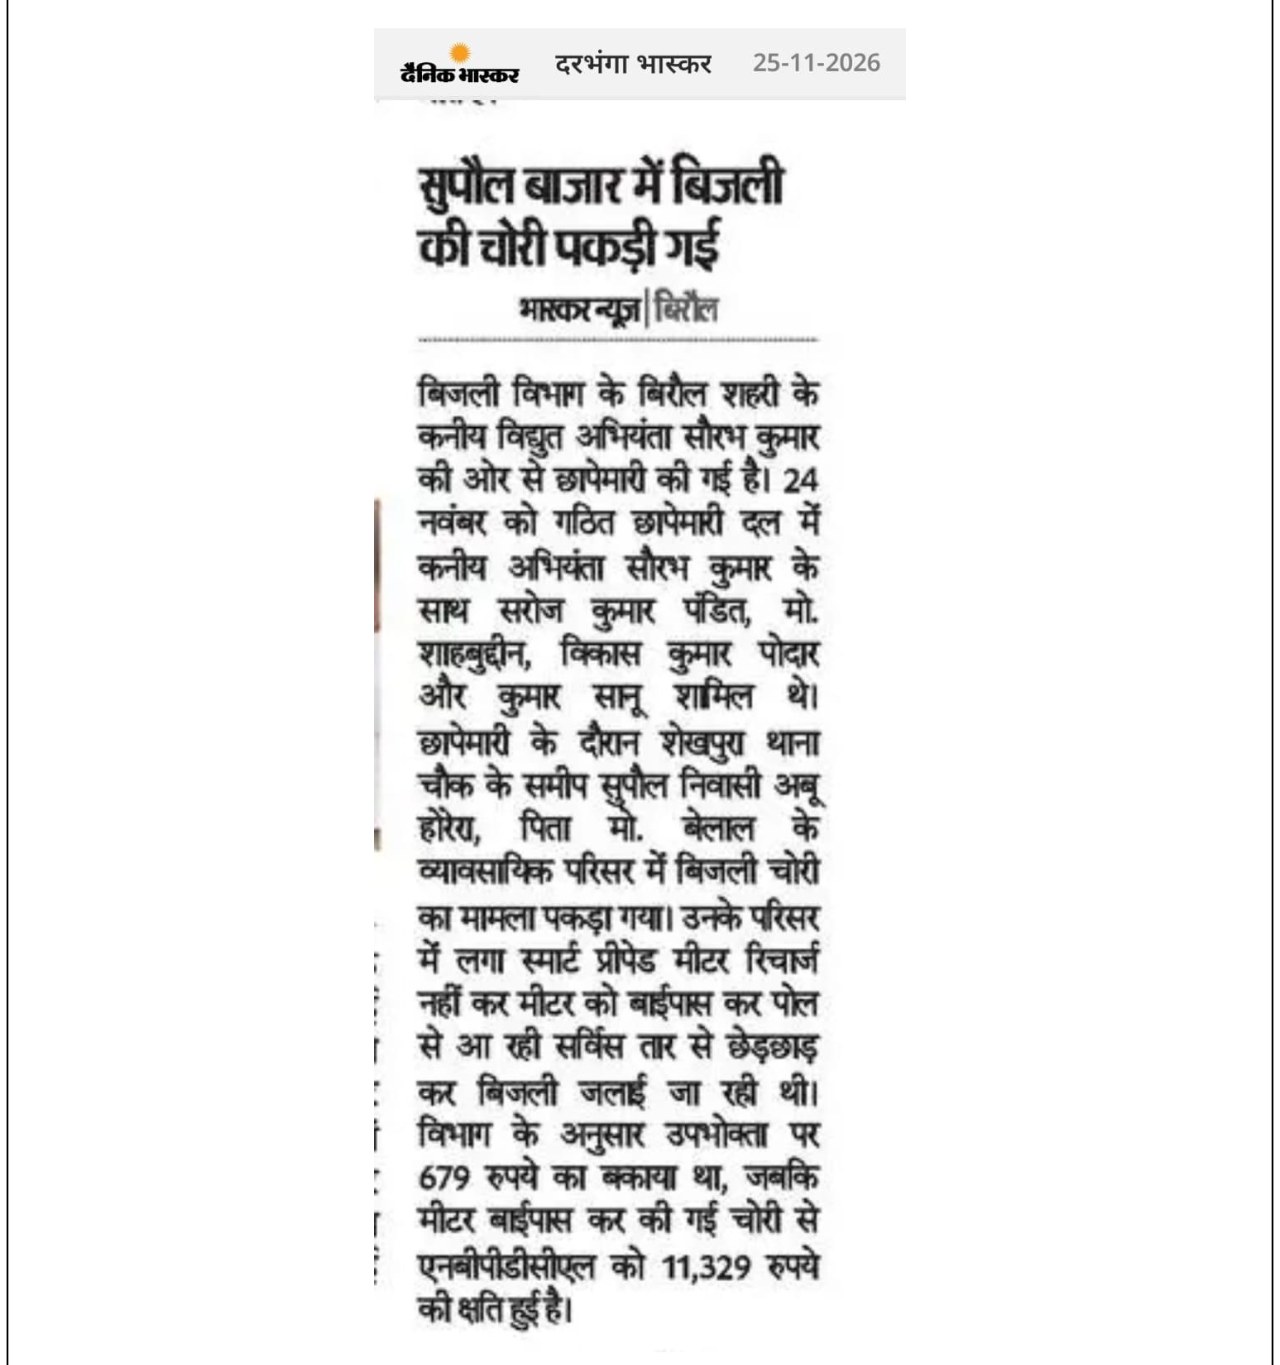 दैनिक भास्कर दरभंगा भास्कर 25-11-2026
सुपौल बाजार में बिजली
की चोरी पकड़ी गई
भास्कर न्यूज़|बिरौल
बिजली विभाग के बिरौल शहरी के
कनीय विद्युत अभियंता सौरभ कुमार
की ओर से छापेमारी की गई है। 24
नवंबर को गठित छापेमारी दल में
कनीय अभियंता सौरभ कुमार के
साथ सरोज कुमार पंडित, मो.
शाहबुद्दीन, विकास कुमार पोदार
और कुमार सानू शामिल थे।
छापेमारी के दौरान शेखपुरा थाना
चौक के समीप सुपौल निवासी अबू
होरेरा, पिता मो. बेलाल के
व्यावसायिक परिसर में बिजली चोरी
का मामला पकड़ा गया। उनके परिसर
में लगा स्मार्ट प्रीपेड मीटर रिचार्ज
नहीं कर मीटर को बाईपास कर पोल
से आ रही सर्विस तार से छेड़छाड़
कर बिजली जलाई जा रही थी।
विभाग के अनुसार उपभोक्ता पर
679 रुपये का बकाया था, जबकि
मीटर बाईपास कर की गई चोरी से
एनबीपीडीसीएल को 11,329 रुपये
की क्षति हुई है।